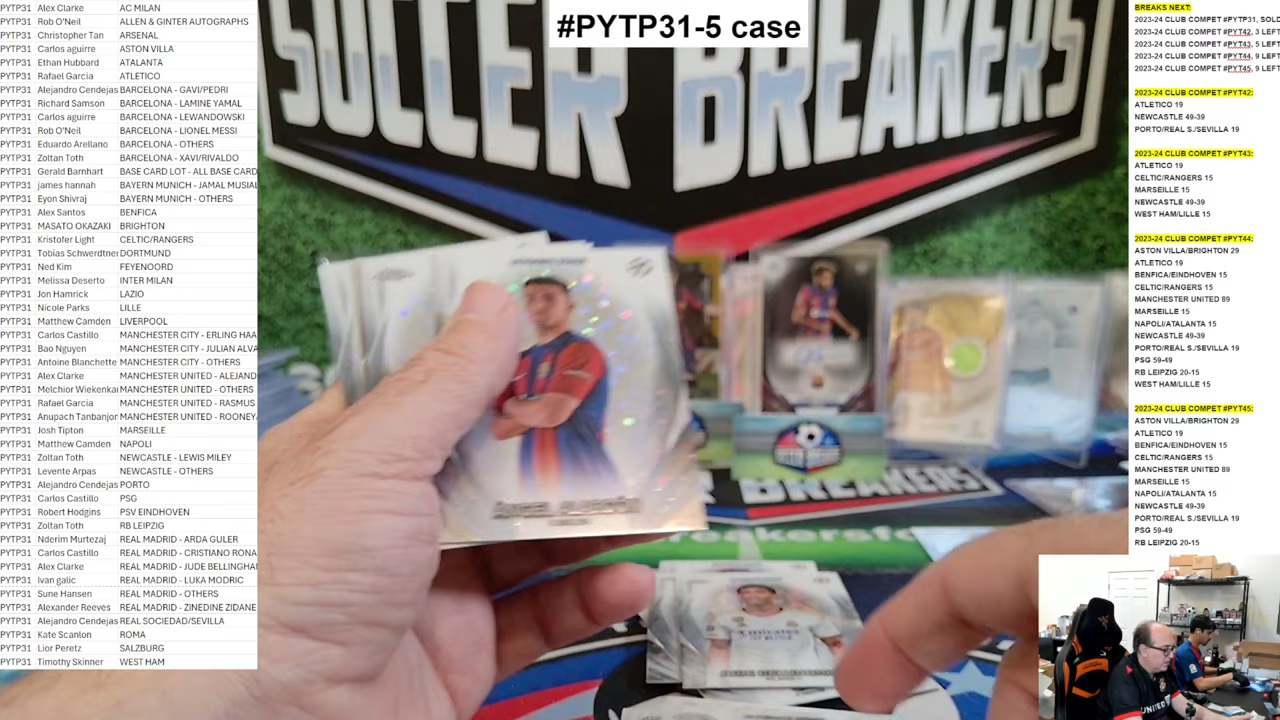 #PYTP31-5 case
PYTP31 Alex Clarke AC MILAN
PYTP31 Rob O'Neil ALLEN & GINTER AUTOGRAPHS
PYTP31 Christopher Tan ARSENAL
PYTP31 Carlos aguirre ASTON VILLA
PYTP31 Ethan Hubbard ATALANTA
PYTP31 Rafael Garcia ATLETICO
PYTP31 Alejandro Cendejas BARCELONA - GAVI/PEDRI
PYTP31 Richard Samson BARCELONA - LAMINE YAMAL
PYTP31 Carlos aguirre BARCELONA - LEWANDOWSKI
PYTP31 Rob O'Neil BARCELONA - LIONEL MESSI
PYTP31 Eduardo Arellano BARCELONA - OTHERS
PYTP31 Zoltan Toth BARCELONA - XAVI/RIVALDO
PYTP31 Gerald Barnhart BASE CARD LOT - ALL BASE CARD
PYTP31 james hannah BAYERN MUNICH - JAMAL MUSIAL
PYTP31 Eyon Shivraj BAYERN MUNICH - OTHERS
PYTP31 Alex Santos BENFICA
PYTP31 MASATO OKAZAKI BRIGHTON
PYTP31 Kristofer Light CELTIC/RANGERS
PYTP31 Tobias Schwerdtner DORTMUND
PYTP31 Ned Kim FEYENOORD
PYTP31 Melissa Deserto INTER MILAN
PYTP31 Jon Hamrick LAZIO
PYTP31 Nicole Parks LILLE
PYTP31 Matthew Camden LIVERPOOL
PYTP31 Carlos Castillo MANCHESTER CITY - ERLING HAA
PYTP31 Bao Nguyen MANCHESTER CITY - JULIAN ALVA
PYTP31 Antoine Blanchette MANCHESTER CITY - OTHERS
PYTP31 Alex Clarke MANCHESTER UNITED - ALEJAND
PYTP31 Melchior Wiekenka MANCHESTER UNITED - OTHERS
PYTP31 Rafael Garcia MANCHESTER UNITED - RASMUS
PYTP31 Anupach Tanbanjor MANCHESTER UNITED - ROONEY
PYTP31 Josh Tipton MARSEILLE
PYTP31 Matthew Camden NAPOLI
PYTP31 Zoltan Toth NEWCASTLE - LEWIS MILEY
PYTP31 Levente Arpas NEWCASTLE - OTHERS
PYTP31 Alejandro Cendejas PORTO
PYTP31 Carlos Castillo PSG
PYTP31 Robert Hodgins PSV EINDHOVEN
PYTP31 Zoltan Toth RB LEIPZIG
PYTP31 Nderim Murtezaj REAL MADRID - ARDA GULER
PYTP31 Carlos Castillo REAL MADRID - CRISTIANO RONA
PYTP31 Alex Clarke REAL MADRID - JUDE BELLINGHA
PYTP31 Ivan galic REAL MADRID - LUKA MODRIC
PYTP31 Sune Hansen REAL MADRID - OTHERS
PYTP31 Alexander Reeves REAL MADRID - ZINEDINE ZIDANE
PYTP31 Alejandro Cendejas REAL SOCIEDAD/SEVILLA
PYTP31 Kate Scanlon ROMA
PYTP31 Lior Peretz SALZBURG
PYTP31 Timothy Skinner WEST HAM
SOCCER BREAKERS
BREAKERS
BREAKS NEXT:
2023-24 CLUB COMPET #PYTP31, SOLD
2023-24 CLUB COMPET #PYT42, 3 LEFT
2023-24 CLUB COMPET #PYT43, 5 LEFT
2023-24 CLUB COMPET #PYT44, 9 LEFT
2023-24 CLUB COMPET #PYT45, 9 LEFT
2023-24 CLUB COMPET #PYT42:
ATLETICO 19
NEWCASTLE 49-39
PORTO/REAL S./SEVILLA 19
2023-24 CLUB COMPET #PYT43:
ATLETICO 19
CELTIC/RANGERS 15
MARSEILLE 15
NEWCASTLE 49-39
WEST HAM/LILLE 15
2023-24 CLUB COMPET #PYT44:
ASTON VILLA/BRIGHTON 29
ATLETICO 19
BENFICA/EINDHOVEN 15
CELTIC/RANGERS 15
MANCHESTER UNITED 89
MARSEILLE 15
NAPOLI/ATALANTA 15
NEWCASTLE 49-39
PORTO/REAL S./SEVILLA 19
PSG 59-49
RB LEIPZIG 20-15
WEST HAM/LILLE 15
2023-24 CLUB COMPET #PYT45:
ASTON VILLA/BRIGHTON 29
ATLETICO 19
BENFICA/EINDHOVEN 15
CELTIC/RANGERS 15
MANCHESTER UNITED 89
MARSEILLE 15
NAPOLI/ATALANTA 15
NEWCASTLE 49-39
PORTO/REAL S./SEVILLA 19
PSG 59-49
RB LEIPZIG 20-15